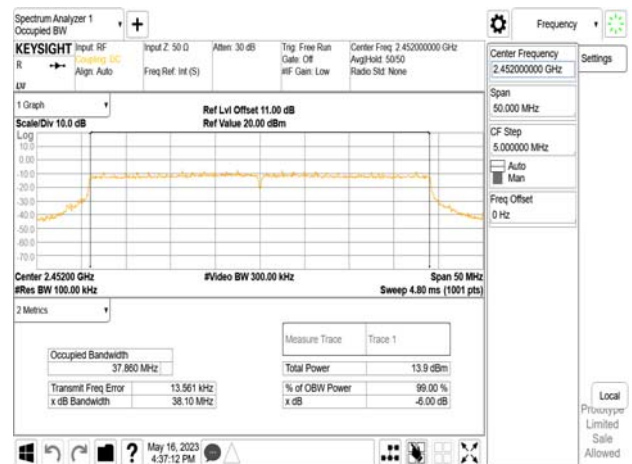 Spectrum Analyzer 1
Occupied BW
Frequency
KEYSIGHT Input: RF Input Z: 50 Ω Atten: 30 dB Trig: Free Run Center Freq: 2.452000000 GHz
R Coupling: DC Gate: Off Avg|Hold: 50/50
Align: Auto Freq Ref: Int (S) #IF Gain: Low Radio Std: None
LM
1 Graph
Ref Lvl Offset 11.00 dB
Scale/Div 10.0 dB Ref Value 20.00 dBm
Log
10.0
0.00
-10.0
-20.0
-30.0
-40.0
-50.0
-60.0
-70.0
Center 2.45200 GHz #Video BW 300.00 kHz Span 50 MHz
#Res BW 100.00 kHz Sweep 4.80 ms (1001 pts)
2 Metrics
Measure Trace Trace 1
Occupied Bandwidth
37.860 MHz Total Power 13.9 dBm
Transmit Freq Error 13.561 kHz % of OBW Power 99.00 %
x dB Bandwidth 38.10 MHz x dB -6.00 dB
May 16, 2023
4:37:12 PM
Center Frequency
2.452000000 GHz
Settings
Span
50.000 MHz
CF Step
5.000000 MHz
Auto
Man
Freq Offset
0 Hz
Local
Prototype
Limited
Sale
Allowed